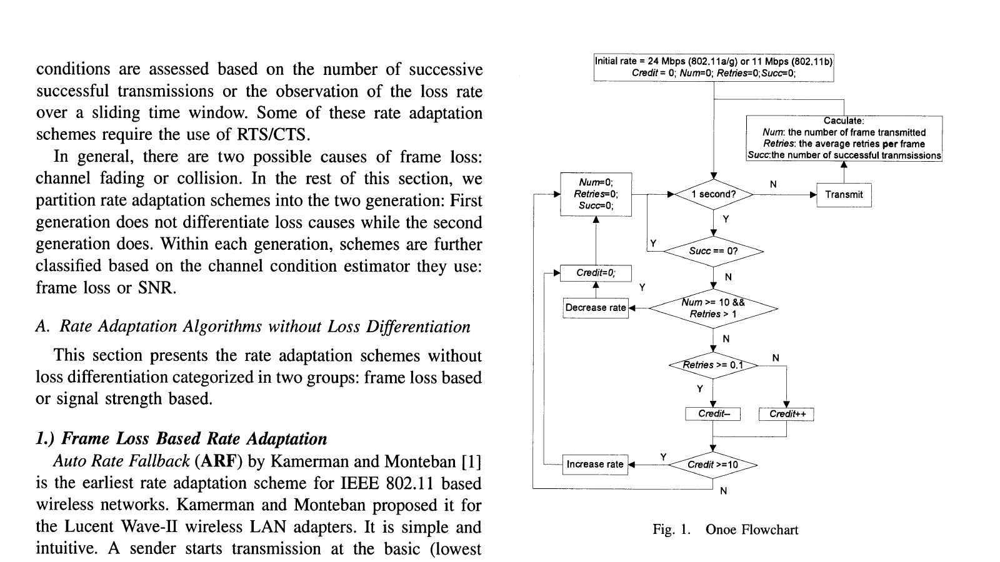 conditions are assessed based on the number of successive
successful transmissions or the observation of the loss rate
over a sliding time window. Some of these rate adaptation
schemes require the use of RTS/CTS.
In general, there are two possible causes of frame loss:
channel fading or collision. In the rest of this section, we
partition rate adaptation schemes into the two generation: First
generation does not differentiate loss causes while the second
generation does. Within each generation, schemes are further
classified based on the channel condition estimator they use:
frame loss or SNR.
A. Rate Adaptation Algorithms without Loss Differentiation
This section presents the rate adaptation schemes without
loss differentiation categorized in two groups: frame loss based
or signal strength based.
1.) Frame Loss Based Rate Adaptation
Auto Rate Fallback (ARF) by Kamerman and Monteban [1]
is the earliest rate adaptation scheme for IEEE 802.11 based
wireless networks. Kamerman and Monteban proposed it for
the Lucent Wave-II wireless LAN adapters. It is simple and
intuitive. A sender starts transmission at the basic (lowest
Initial rate = 24 Mbps (802.11a/g) or 11 Mbps (802.11b)
Credit = 0; Num=0; Retries=0;Succ=0;
Caculate:
Num: the number of frame transmitted
Retries: the average retries per frame
Succ:the number of successful tranmsissions
Num=0;
Retries=0;
Succ=0;
1 second?
N
Transmit
Y
Y
Succ == 0?
N
Credit=0;
Y
Decrease rate
Num >= 10 &&
Retries > 1
N
Retries >= 0.1
N
Y
Credit--
Credit++
Increase rate
Y
Credit >=10
N
Fig. 1. Onoe Flowchart